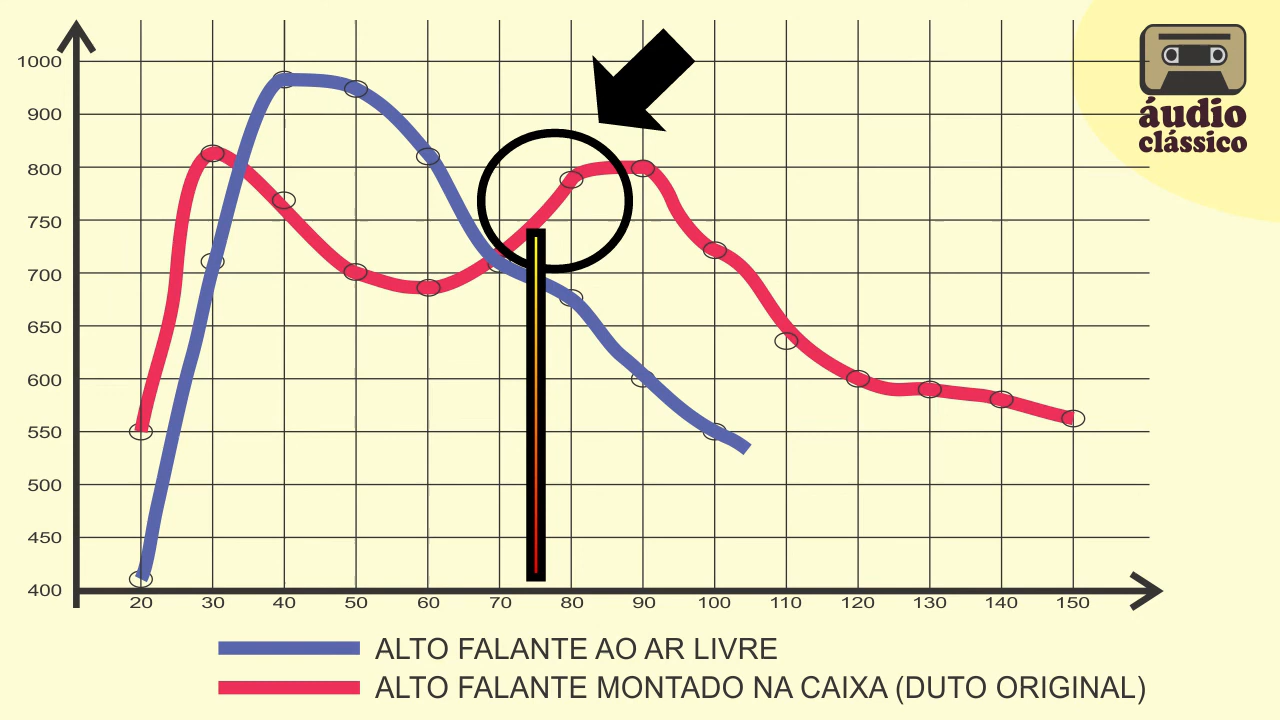 áudio
clássico
1000
900
800
750
700
650
600
550
500
450
400
20 30 40 50 60 70 80 90 100 110 120 130 140 150
ALTO FALANTE AO AR LIVRE
ALTO FALANTE MONTADO NA CAIXA (DUTO ORIGINAL)